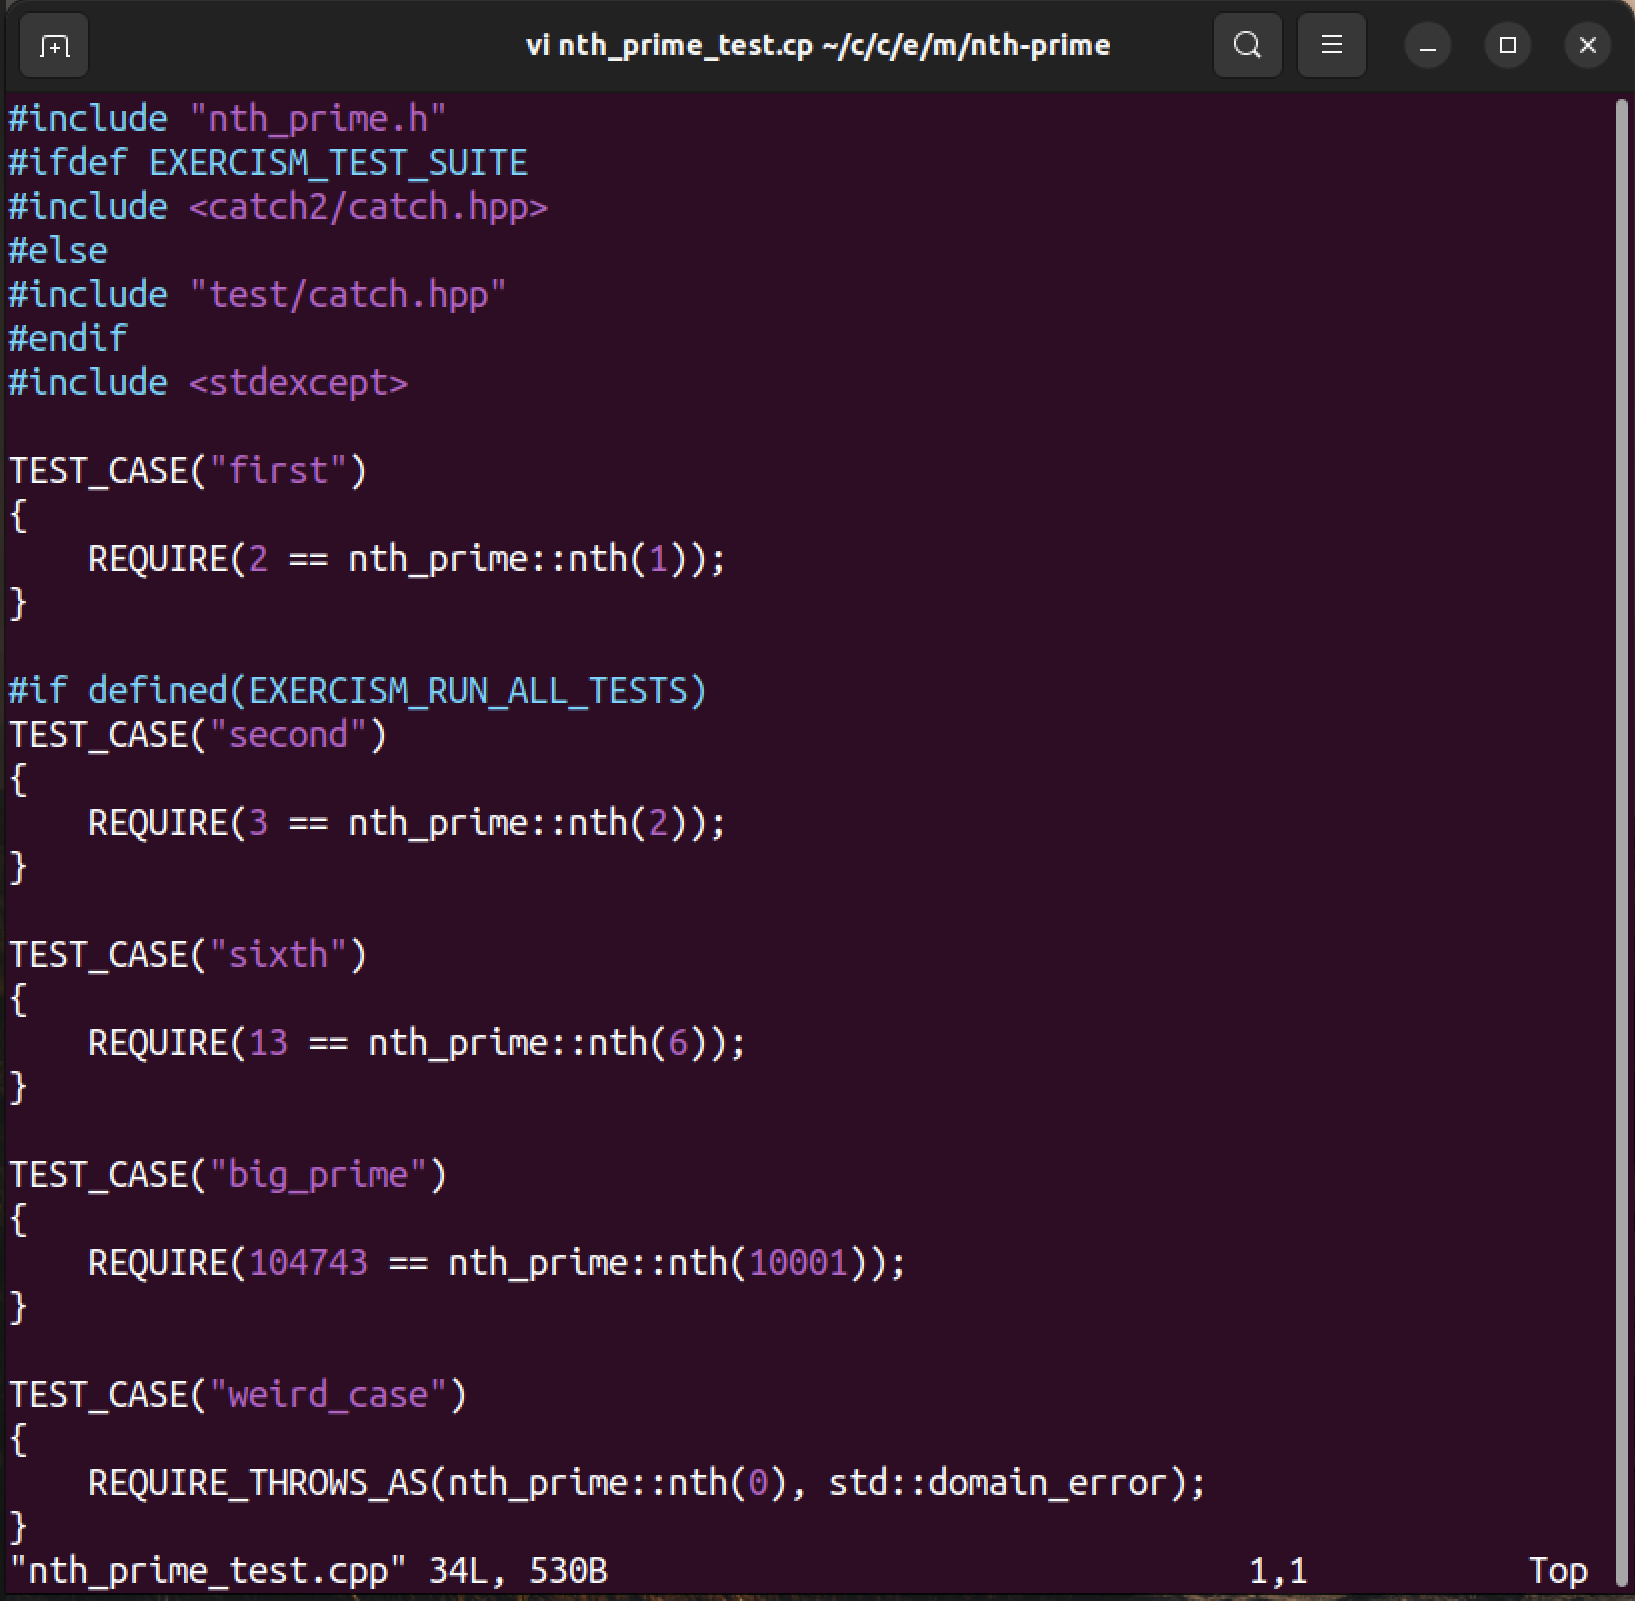 vi nth_prime_test.cp ~/c/c/e/m/nth-prime
#include "nth_prime.h"
#ifdef EXERCISM_TEST_SUITE
#include <catch2/catch.hpp>
#else
#include "test/catch.hpp"
#endif
#include <stdexcept>

TEST_CASE("first")
{
    REQUIRE(2 == nth_prime::nth(1));
}

#if defined(EXERCISM_RUN_ALL_TESTS)
TEST_CASE("second")
{
    REQUIRE(3 == nth_prime::nth(2));
}

TEST_CASE("sixth")
{
    REQUIRE(13 == nth_prime::nth(6));
}

TEST_CASE("big_prime")
{
    REQUIRE(104743 == nth_prime::nth(10001));
}

TEST_CASE("weird_case")
{
    REQUIRE_THROWS_AS(nth_prime::nth(0), std::domain_error);
}
"nth_prime_test.cpp" 34L, 530B 1,1 Top